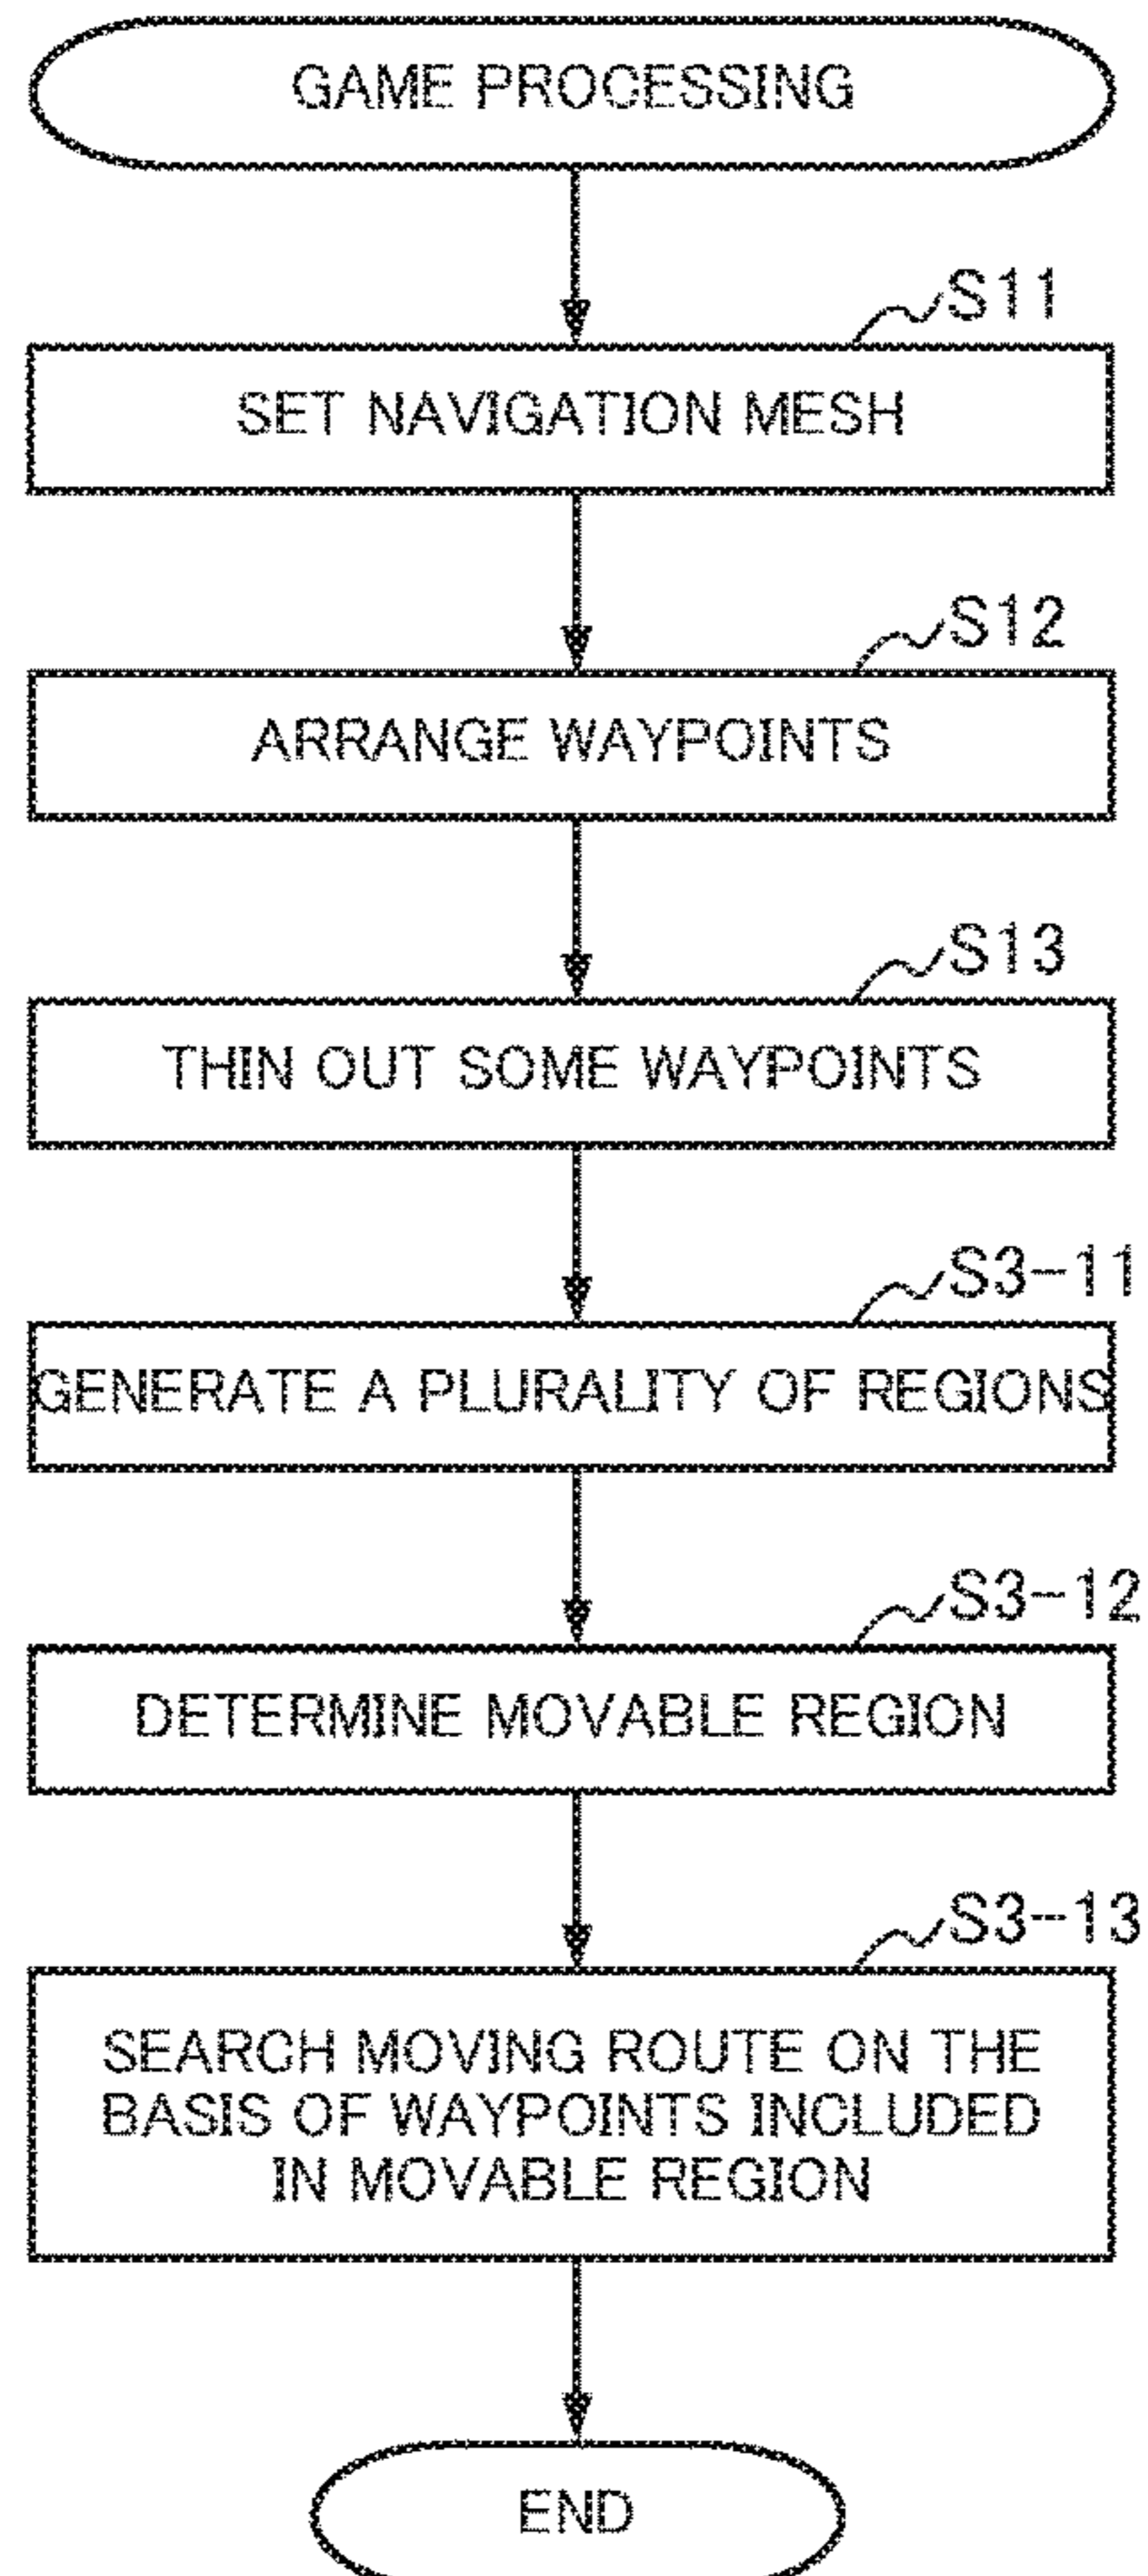 GAME PROCESSING
S11
SET NAVIGATION MESH
S12
ARRANGE WAYPOINTS
S13
THIN OUT SOME WAYPOINTS
S3-11
GENERATE A PLURALITY OF REGIONS
S3-12
DETERMINE MOVABLE REGION
S3-13
SEARCH MOVING ROUTE ON THE
BASIS OF WAYPOINTS INCLUDED
IN MOVABLE REGION
END